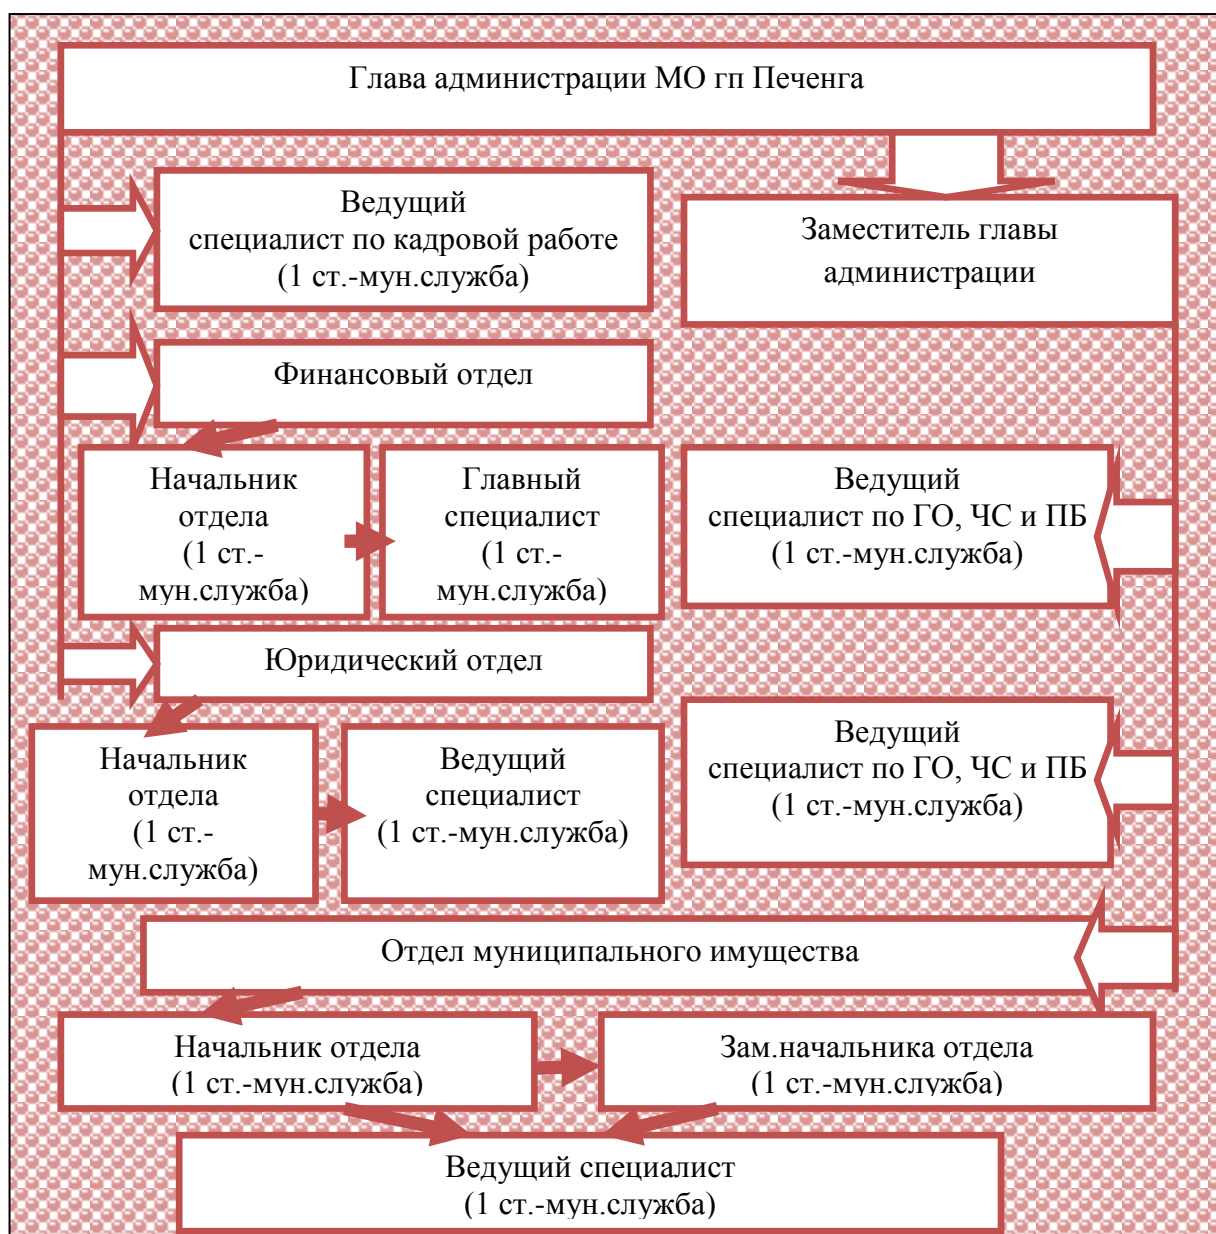 Глава администрации МО гп Печенга
Ведущий
специалист по кадровой работе
(1 ст.-мун.служба)
Заместитель главы
администрации
Финансовый отдел
Начальник
отдела
(1 ст.-
мун.служба)
Главный
специалист
(1 ст.-
мун.служба)
Ведущий
специалист по ГО, ЧС и ПБ
(1 ст.-мун.служба)
Юридический отдел
Начальник
отдела
(1 ст.-
мун.служба)
Ведущий
специалист
(1 ст.-мун.служба)
Ведущий
специалист по ГО, ЧС и ПБ
(1 ст.-мун.служба)
Отдел муниципального имущества
Начальник отдела
(1 ст.-мун.служба)
Зам.начальника отдела
(1 ст.-мун.служба)
Ведущий специалист
(1 ст.-мун.служба)